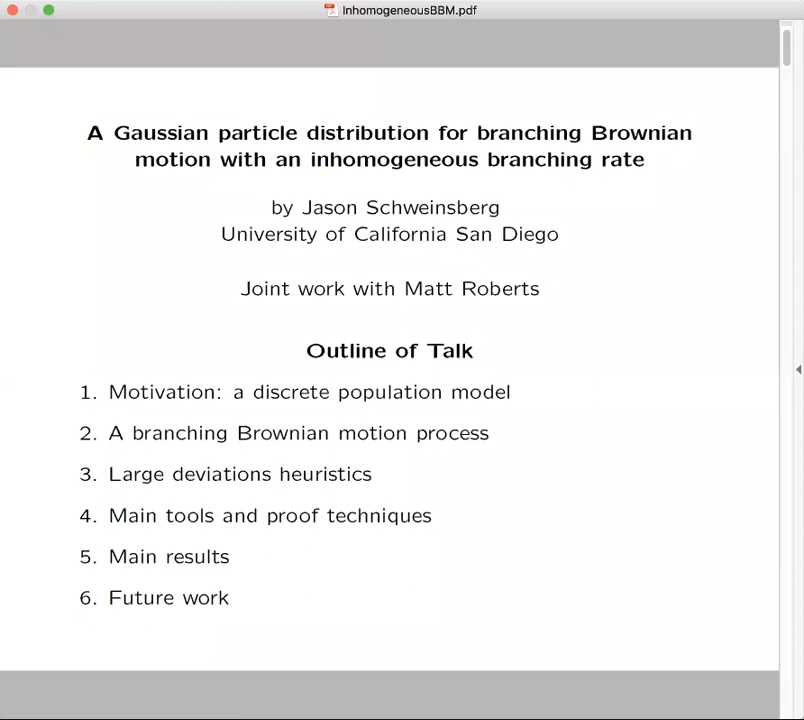 InhomogeneousBBM.pdf
A Gaussian particle distribution for branching Brownian
motion with an inhomogeneous branching rate
by Jason Schweinsberg
University of California San Diego
Joint work with Matt Roberts
Outline of Talk
1. Motivation: a discrete population model
2. A branching Brownian motion process
3. Large deviations heuristics
4. Main tools and proof techniques
5. Main results
6. Future work